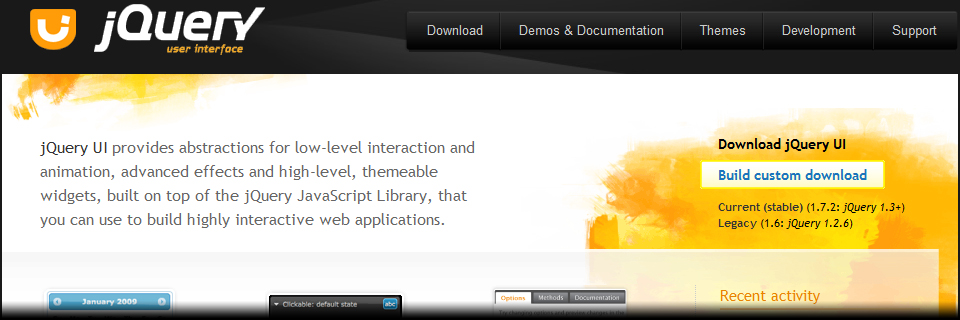 jQuery
user interface
Download Demos & Documentation Themes Development Support
jQuery UI provides abstractions for low-level interaction and
animation, advanced effects and high-level, themeable
widgets, built on top of the jQuery JavaScript Library, that
you can use to build highly interactive web applications.
Download jQuery UI
Build custom download
Current (stable) (1.7.2: jQuery 1.3+)
Legacy (1.6: jQuery 1.2.6)
January 2009
Clickable: default state abc
Options Methods Documentation
Recent activity